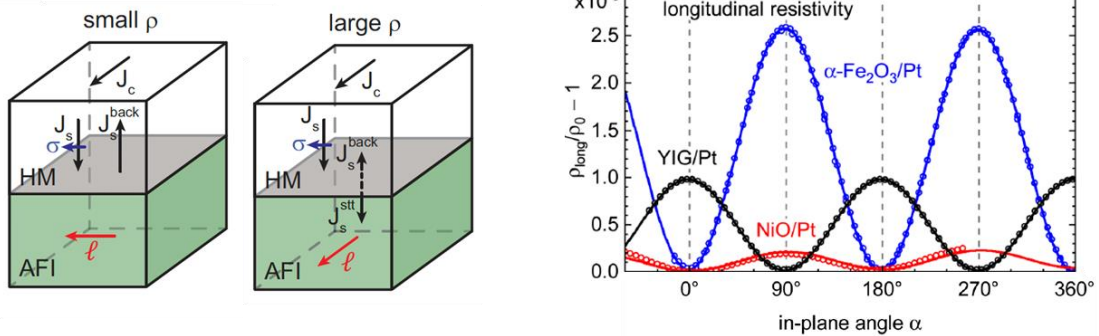 small ρ
large ρ
J_c
J_c
J_s
J_s^back
σ
HM
ℓ
AFI
J_s
J_s^back
σ
HM
J_s^stt
ℓ
AFI
longitudinal resistivity
ρ_long/ρ_0 − 1
2.5
2.0
1.5
1.0
0.5
0.0
α-Fe₂O₃/Pt
YIG/Pt
NiO/Pt
0° 90° 180° 270° 360°
in-plane angle α